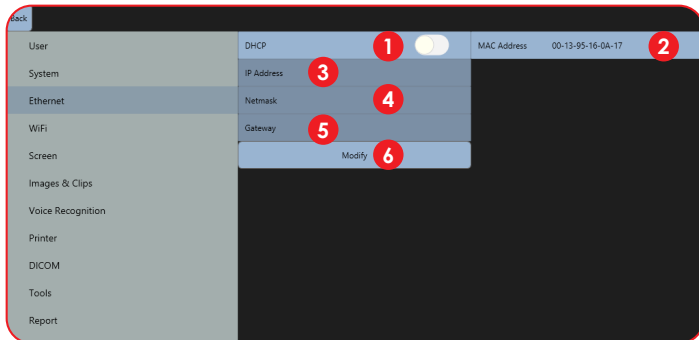 Back
User
System
Ethernet
WiFi
Screen
Images & Clips
Voice Recognition
Printer
DICOM
Tools
Report
DHCP 1
IP Address 3
Netmask 4
Gateway 5
Modify 6
MAC Address 00-13-95-16-0A-17 2